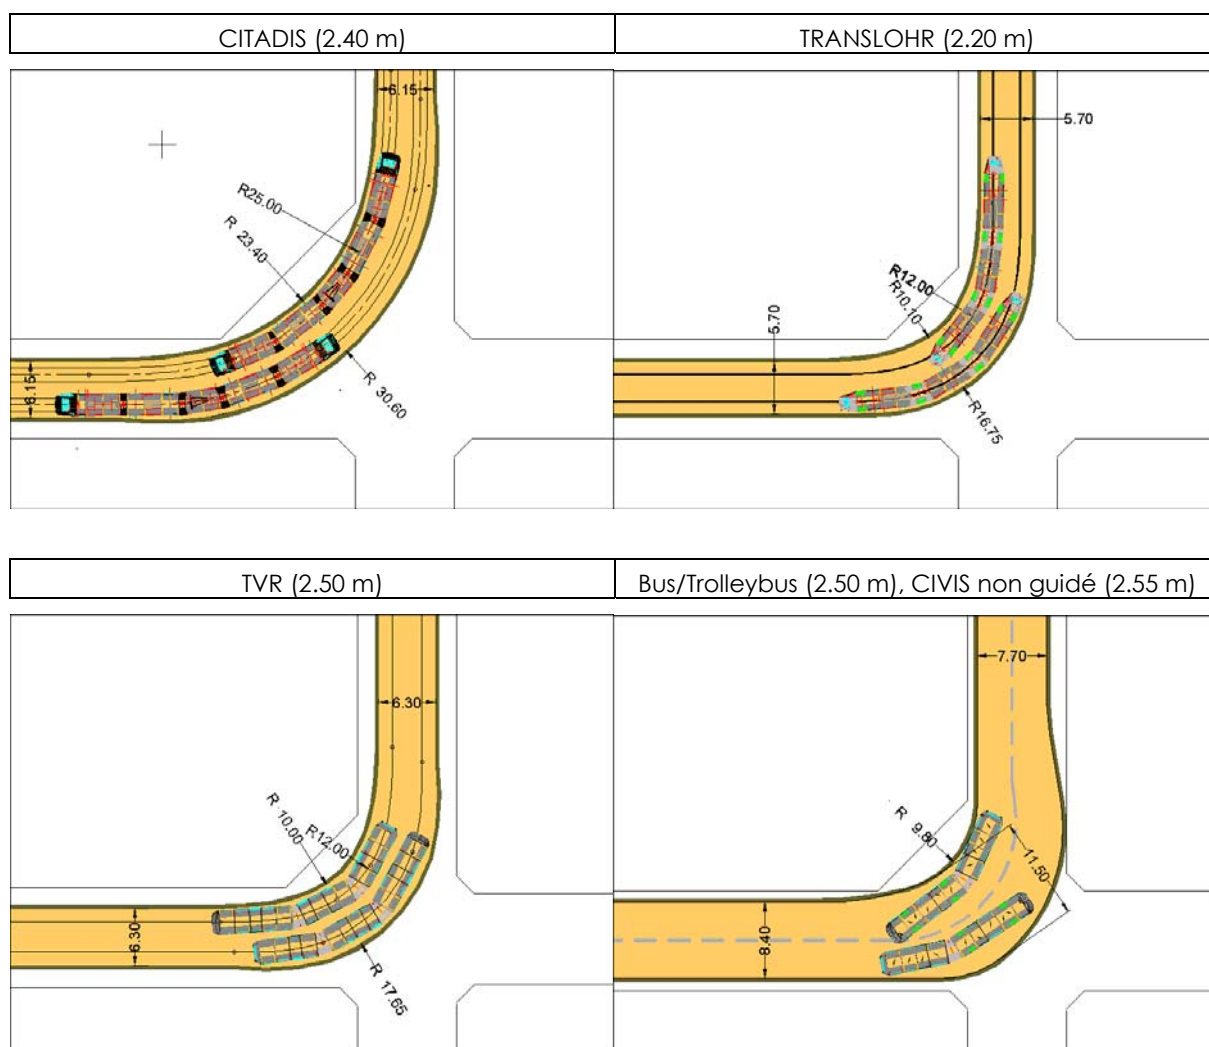 CITADIS (2.40 m)
TRANSLOHR (2.20 m)
6.15
R25.00
R 23.40
6.15
R 30.60
5.70
R12.00
R10.10
5.70
R16.75
TVR (2.50 m)
Bus/Trolleybus (2.50 m), CIVIS non guidé (2.55 m)
6.30
R 10.00
R12.00
6.30
R 17.65
7.70
R 9.80
11.50
8.40